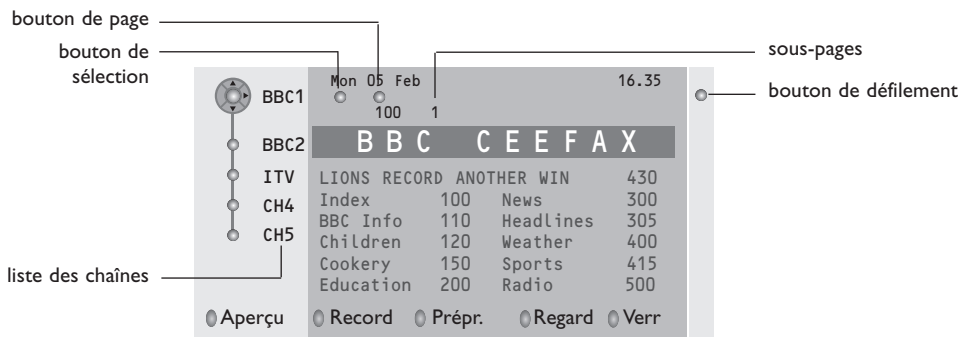 bouton de page
bouton de
sélection
sous-pages
bouton de défilement
Mon 05 Feb 16.35
BBC1
100 1
BBC2
BBC CEEFAX
ITV
LIONS RECORD ANOTHER WIN 430
CH4
Index 100 News 300
BBC Info 110 Headlines 305
CH5
Children 120 Weather 400
liste des chaînes
Cookery 150 Sports 415
Education 200 Radio 500
Aperçu Record Prépr. Regard Verr